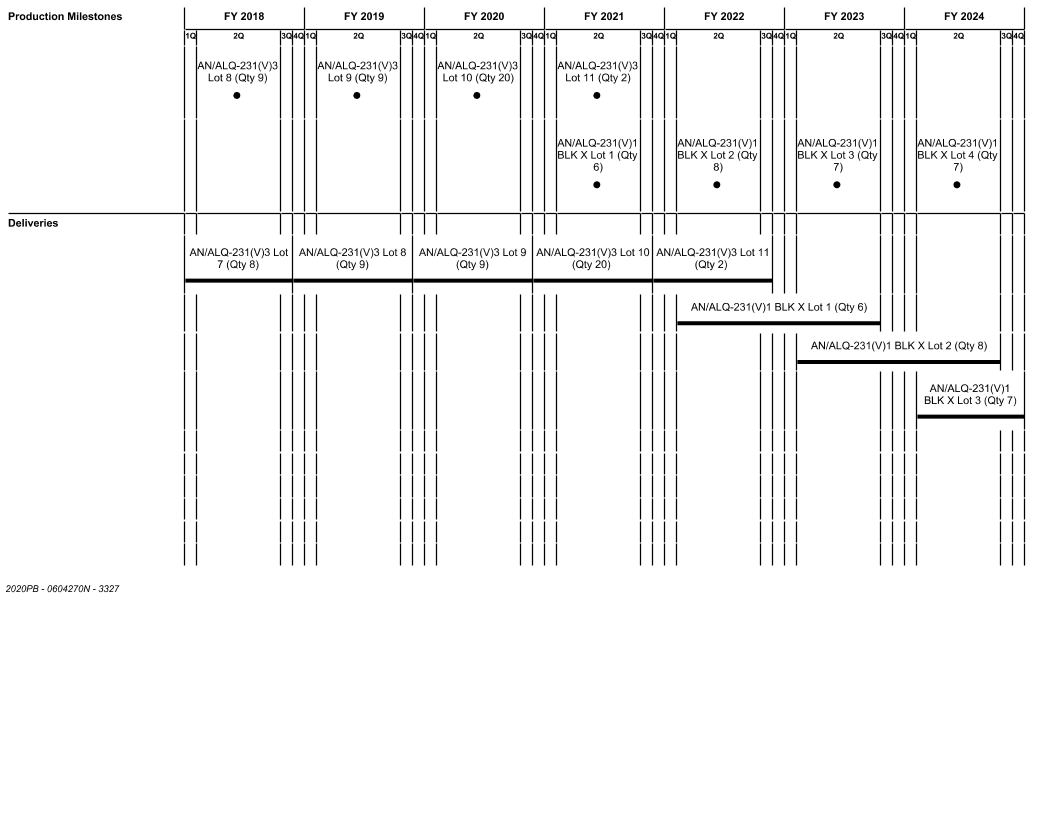 Production Milestones FY 2018 FY 2019 FY 2020 FY 2021 FY 2022 FY 2023 FY 2024
1Q 2Q 3Q 4Q 1Q 2Q 3Q 4Q 1Q 2Q 3Q 4Q 1Q 2Q 3Q 4Q 1Q 2Q 3Q 4Q 1Q 2Q 3Q 4Q 1Q 2Q 3Q 4Q
AN/ALQ-231(V)3
Lot 8 (Qty 9)
AN/ALQ-231(V)3
Lot 9 (Qty 9)
AN/ALQ-231(V)3
Lot 10 (Qty 20)
AN/ALQ-231(V)3
Lot 11 (Qty 2)
AN/ALQ-231(V)1
BLK X Lot 1 (Qty
6)
AN/ALQ-231(V)1
BLK X Lot 2 (Qty
8)
AN/ALQ-231(V)1
BLK X Lot 3 (Qty
7)
AN/ALQ-231(V)1
BLK X Lot 4 (Qty
7)
Deliveries
AN/ALQ-231(V)3 Lot
7 (Qty 8)
AN/ALQ-231(V)3 Lot 8
(Qty 9)
AN/ALQ-231(V)3 Lot 9
(Qty 9)
AN/ALQ-231(V)3 Lot 10
(Qty 20)
AN/ALQ-231(V)3 Lot 11
(Qty 2)
AN/ALQ-231(V)1 BLK X Lot 1 (Qty 6)
AN/ALQ-231(V)1 BLK X Lot 2 (Qty 8)
AN/ALQ-231(V)1
BLK X Lot 3 (Qty 7)
2020PB - 0604270N - 3327